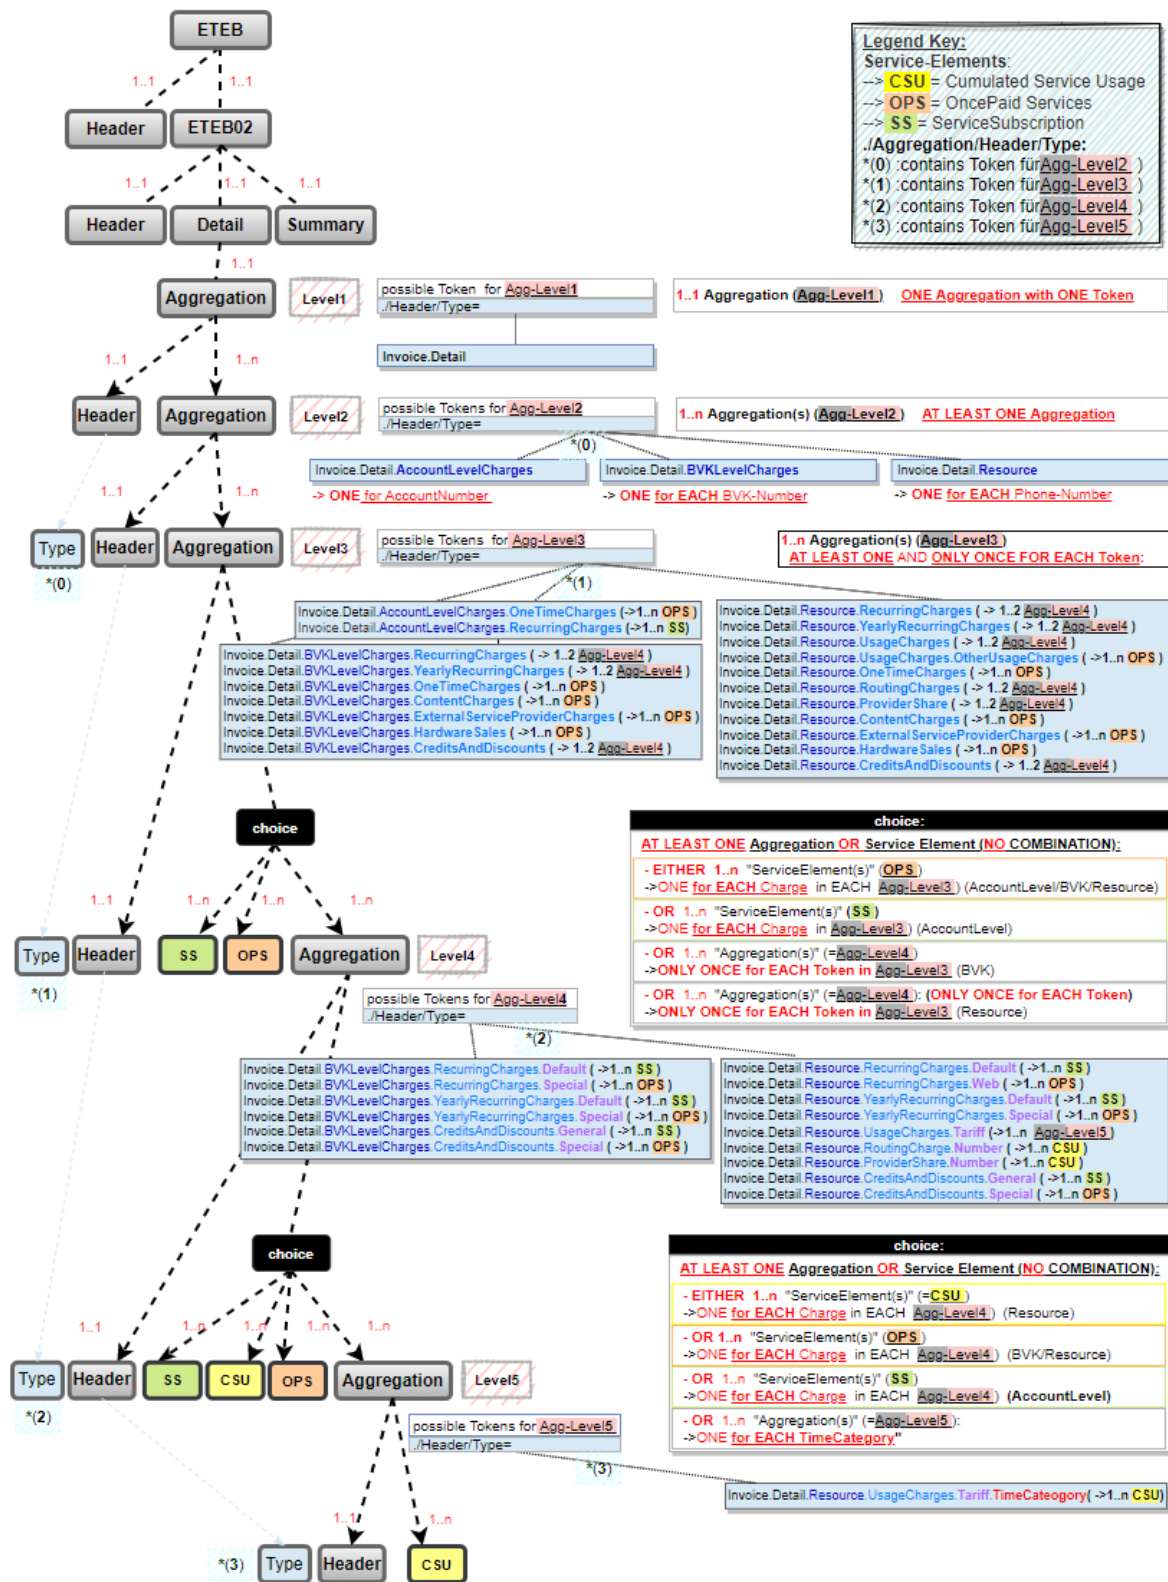 ETEB
Legend Key:
Service-Elements:
--> CSU = Cumulated Service Usage
--> OPS = OncePaid Services
--> SS = ServiceSubscription
./Aggregation/Header/Type:
*(0) :contains Token für Agg-Level2 )
*(1) :contains Token für Agg-Level3 )
*(2) :contains Token für Agg-Level4 )
*(3) :contains Token für Agg-Level5 )
1..1 1..1
Header ETEB02
1..1 1..1 1..1
Header Detail Summary
1..1
Aggregation Level1
possible Token for Agg-Level1
./Header/Type=
1..1 Aggregation (Agg-Level1 ) ONE Aggregation with ONE Token
Invoice.Detail
1..1 1..n
Header Aggregation Level2
possible Tokens for Agg-Level2
./Header/Type=
1..n Aggregation(s) (Agg-Level2 ) AT LEAST ONE Aggregation
*(0)
Invoice.Detail.AccountLevelCharges
Invoice.Detail.BVKLevelCharges
Invoice.Detail.Resource
-> ONE for AccountNumber
-> ONE for EACH BVK-Number
-> ONE for EACH Phone-Number
1..1 1..n
Type Header Aggregation Level3
*(0)
possible Tokens for Agg-Level3
./Header/Type=
1..n Aggregation(s) (Agg-Level3 )
AT LEAST ONE AND ONLY ONCE FOR EACH Token:
*(1)
Invoice.Detail.AccountLevelCharges.OneTimeCharges (->1..n OPS)
Invoice.Detail.AccountLevelCharges.RecurringCharges (->1..n SS)
Invoice.Detail.BVKLevelCharges.RecurringCharges ( -> 1..2 Agg-Level4 )
Invoice.Detail.BVKLevelCharges.YearlyRecurringCharges ( -> 1..2 Agg-Level4 )
Invoice.Detail.BVKLevelCharges.OneTimeCharges ( ->1..n OPS )
Invoice.Detail.BVKLevelCharges.ContentCharges ( ->1..n OPS )
Invoice.Detail.BVKLevelCharges.ExternalServiceProviderCharges ( ->1..n OPS )
Invoice.Detail.BVKLevelCharges.HardwareSales ( ->1..n OPS )
Invoice.Detail.BVKLevelCharges.CreditsAndDiscounts ( -> 1..2 Agg-Level4 )
Invoice.Detail.Resource.RecurringCharges ( -> 1..2 Agg-Level4 )
Invoice.Detail.Resource.YearlyRecurringCharges ( -> 1..2 Agg-Level4 )
Invoice.Detail.Resource.UsageCharges ( -> 1..2 Agg-Level4 )
Invoice.Detail.Resource.UsageCharges.OtherUsageCharges ( ->1..n OPS )
Invoice.Detail.Resource.OneTimeCharges ( ->1..n OPS )
Invoice.Detail.Resource.RoutingCharges ( -> 1..2 Agg-Level4 )
Invoice.Detail.Resource.ProviderShare ( -> 1..2 Agg-Level4 )
Invoice.Detail.Resource.ContentCharges ( ->1..n OPS )
Invoice.Detail.Resource.ExternalServiceProviderCharges ( ->1..n OPS )
Invoice.Detail.Resource.HardwareSales ( ->1..n OPS )
Invoice.Detail.Resource.CreditsAndDiscounts ( -> 1..2 Agg-Level4 )
choice
1..1 1..n 1..n 1..n
choice:
AT LEAST ONE Aggregation OR Service Element (NO COMBINATION):
- EITHER 1..n "ServiceElement(s)" (OPS )
->ONE for EACH Charge in EACH Agg-Level3 ) (AccountLevel/BVK/Resource)
- OR 1..n "ServiceElement(s)" (SS )
->ONE for EACH Charge in Agg-Level3 ) (AccountLevel)
- OR 1..n "Aggregation(s)" (=Agg-Level4 )
->ONLY ONCE for EACH Token in Agg-Level3 (BVK)
- OR 1..n "Aggregation(s)" (=Agg-Level4 ): (ONLY ONCE for EACH Token)
->ONLY ONCE for EACH Token in Agg-Level3 (Resource)
Type Header SS OPS Aggregation Level4
*(1)
possible Tokens for Agg-Level4
./Header/Type=
*(2)
Invoice.Detail.BVKLevelCharges.RecurringCharges.Default ( ->1..n SS )
Invoice.Detail.BVKLevelCharges.RecurringCharges.Special ( ->1..n OPS )
Invoice.Detail.BVKLevelCharges.YearlyRecurringCharges.Default ( ->1..n SS )
Invoice.Detail.BVKLevelCharges.YearlyRecurringCharges.Special ( ->1..n OPS )
Invoice.Detail.BVKLevelCharges.CreditsAndDiscounts.General ( ->1..n SS )
Invoice.Detail.BVKLevelCharges.CreditsAndDiscounts.Special ( ->1..n OPS )
Invoice.Detail.Resource.RecurringCharges.Default ( ->1..n SS )
Invoice.Detail.Resource.RecurringCharges.Web ( ->1..n OPS )
Invoice.Detail.Resource.YearlyRecurringCharges.Default ( ->1..n SS )
Invoice.Detail.Resource.YearlyRecurringCharges.Special ( ->1..n OPS )
Invoice.Detail.Resource.UsageCharges.Tariff (->1..n Agg-Level5 )
Invoice.Detail.Resource.RoutingCharge.Number ( ->1..n CSU )
Invoice.Detail.Resource.ProviderShare.Number ( ->1..n CSU )
Invoice.Detail.Resource.CreditsAndDiscounts.General ( ->1..n SS )
Invoice.Detail.Resource.CreditsAndDiscounts.Special ( ->1..n OPS )
choice
1..1 1..n 1..n 1..n 1..n
choice:
AT LEAST ONE Aggregation OR Service Element (NO COMBINATION):
- EITHER 1..n "ServiceElement(s)" (=CSU )
->ONE for EACH Charge in EACH Agg-Level4 ) (Resource)
- OR 1..n "ServiceElement(s)" (OPS )
->ONE for EACH Charge in EACH Agg-Level4 ) (BVK/Resource)
- OR 1..n "ServiceElement(s)" (SS )
->ONE for EACH Charge in EACH Agg-Level4 ) (AccountLevel)
- OR 1..n "Aggregation(s)" (=Agg-Level5 ):
->ONE for EACH TimeCategory"
Type Header SS CSU OPS Aggregation Level5
*(2)
possible Tokens for Agg-Level5
./Header/Type=
*(3)
Invoice.Detail.Resource.UsageCharges.Tariff.TimeCateogory( ->1..n CSU)
1..1 1..n
*(3) Type Header CSU